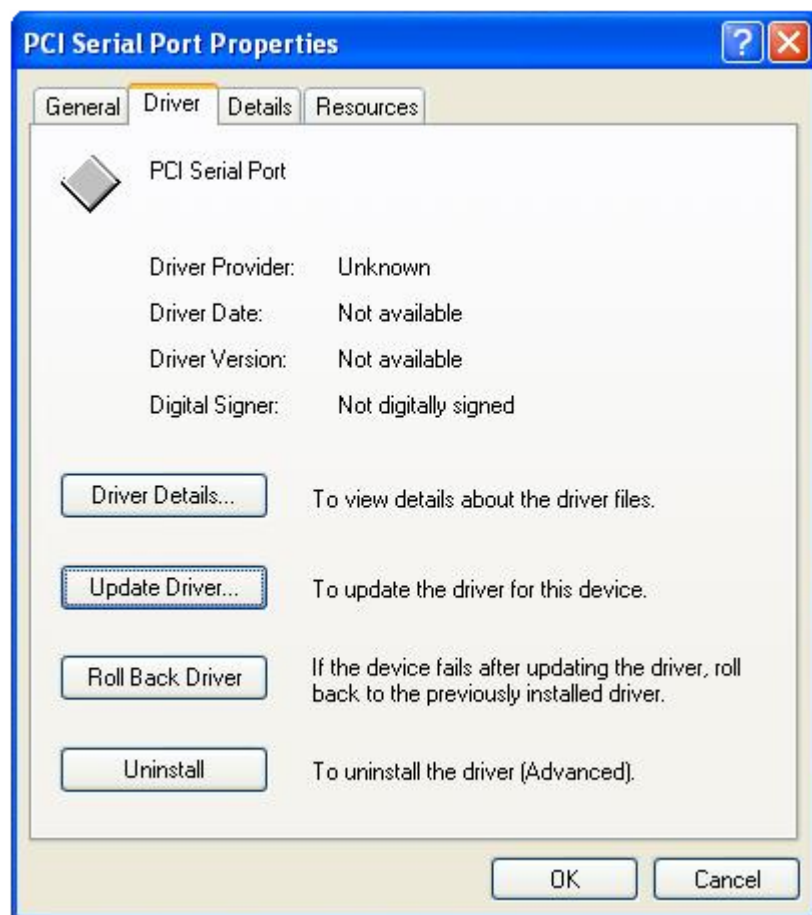 PCI Serial Port Properties
General Driver Details Resources
PCI Serial Port
Driver Provider: Unknown
Driver Date: Not available
Driver Version: Not available
Digital Signer: Not digitally signed
Driver Details... To view details about the driver files.
Update Driver... To update the driver for this device.
Roll Back Driver If the device fails after updating the driver, roll
back to the previously installed driver.
Uninstall To uninstall the driver (Advanced).
OK Cancel